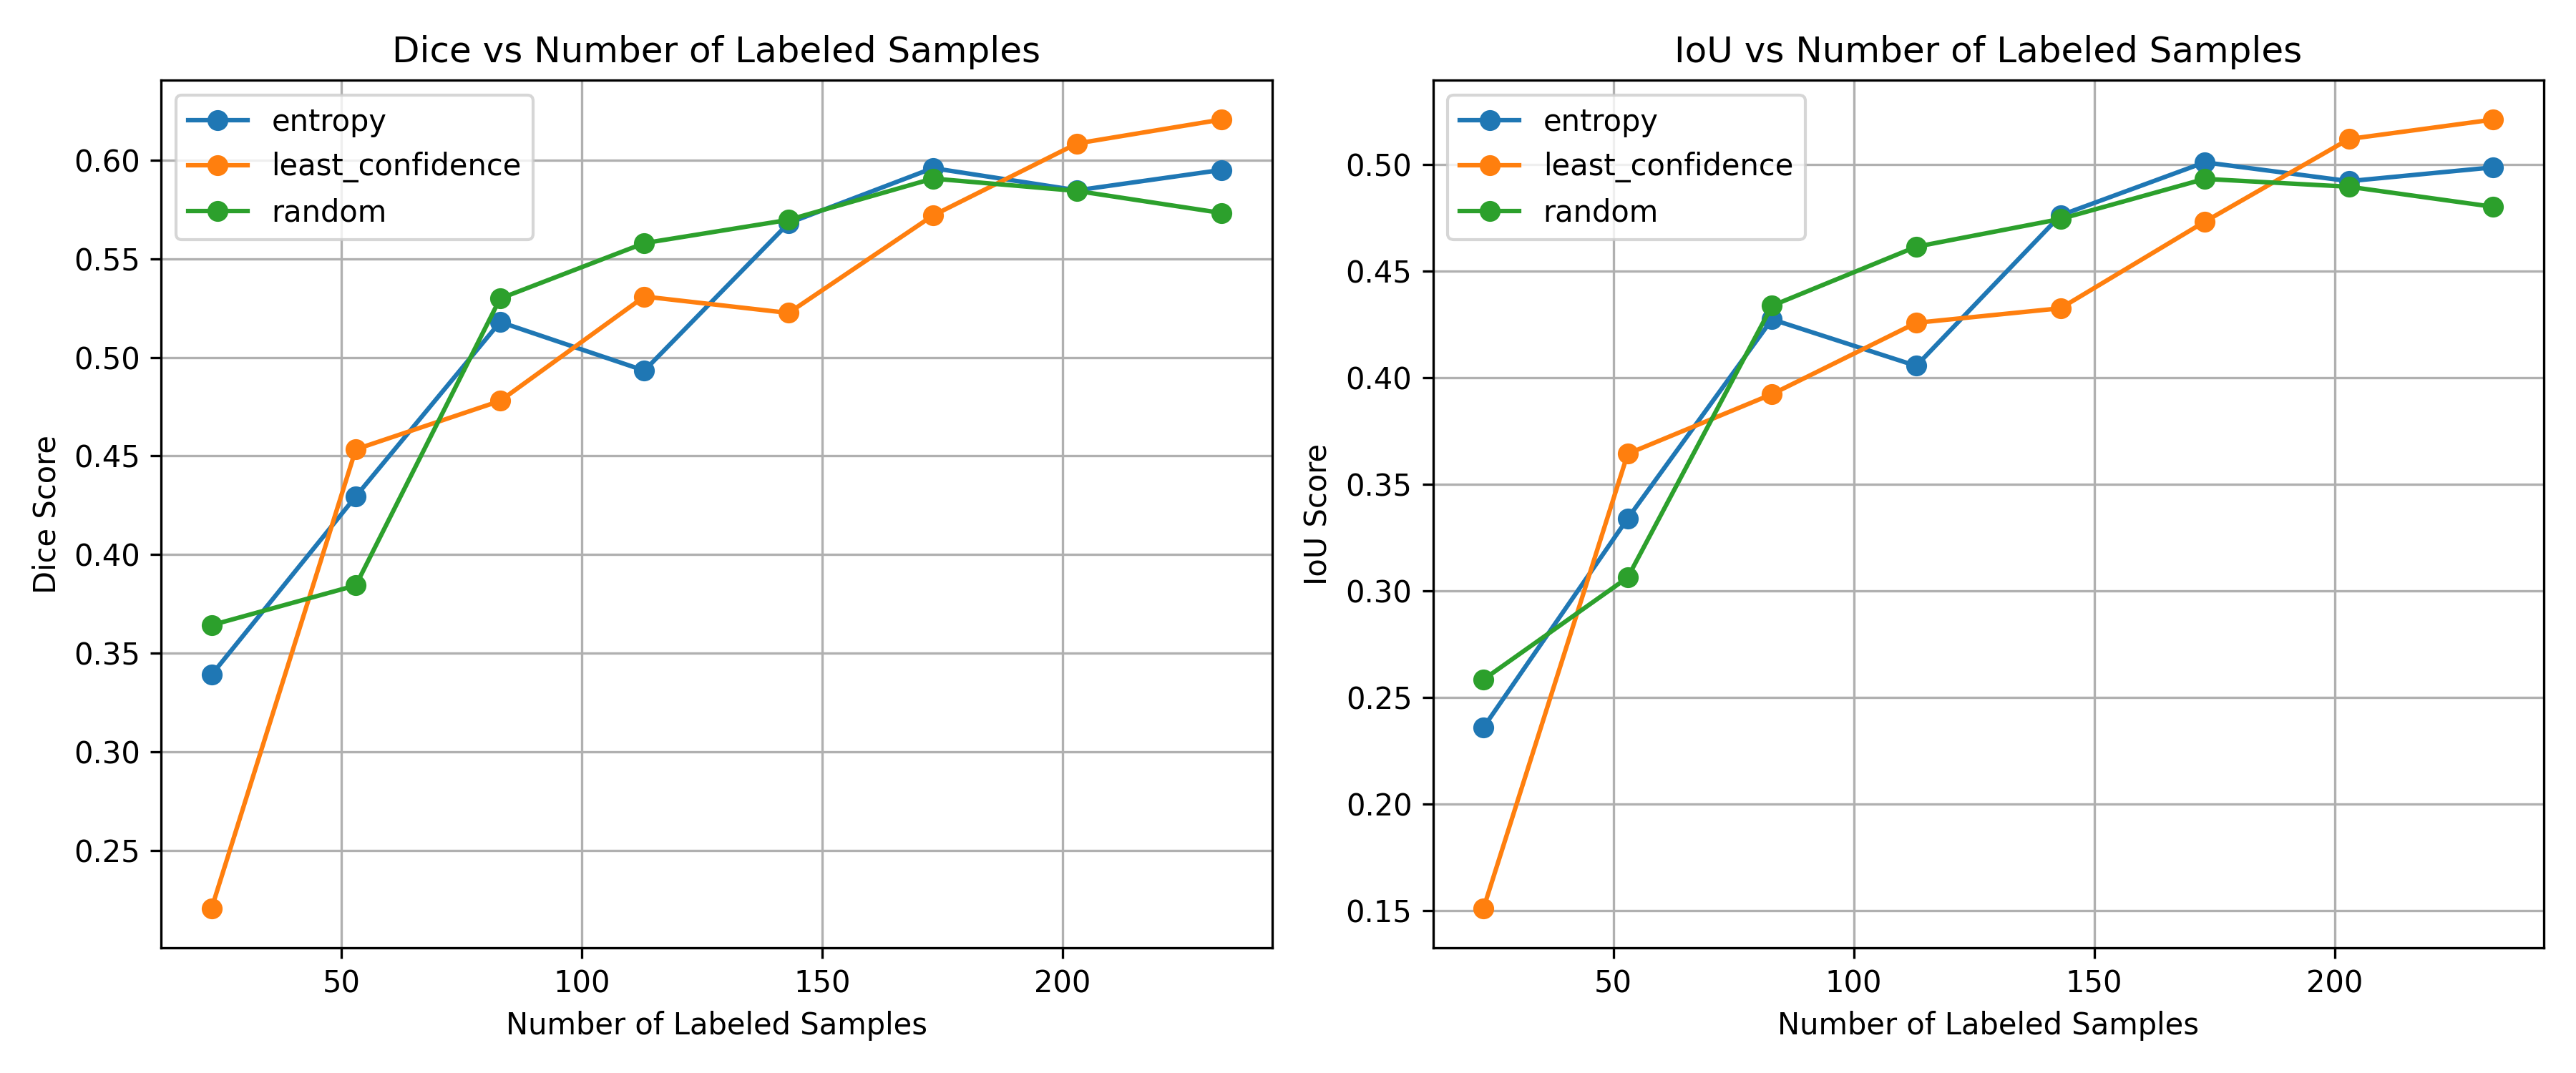 Dice vs Number of Labeled Samples
entropy
least_confidence
random
0.60
0.55
0.50
0.45
0.40
0.35
0.30
0.25
Dice Score
50 100 150 200
Number of Labeled Samples
IoU vs Number of Labeled Samples
entropy
least_confidence
random
0.50
0.45
0.40
0.35
0.30
0.25
0.20
0.15
IoU Score
50 100 150 200
Number of Labeled Samples